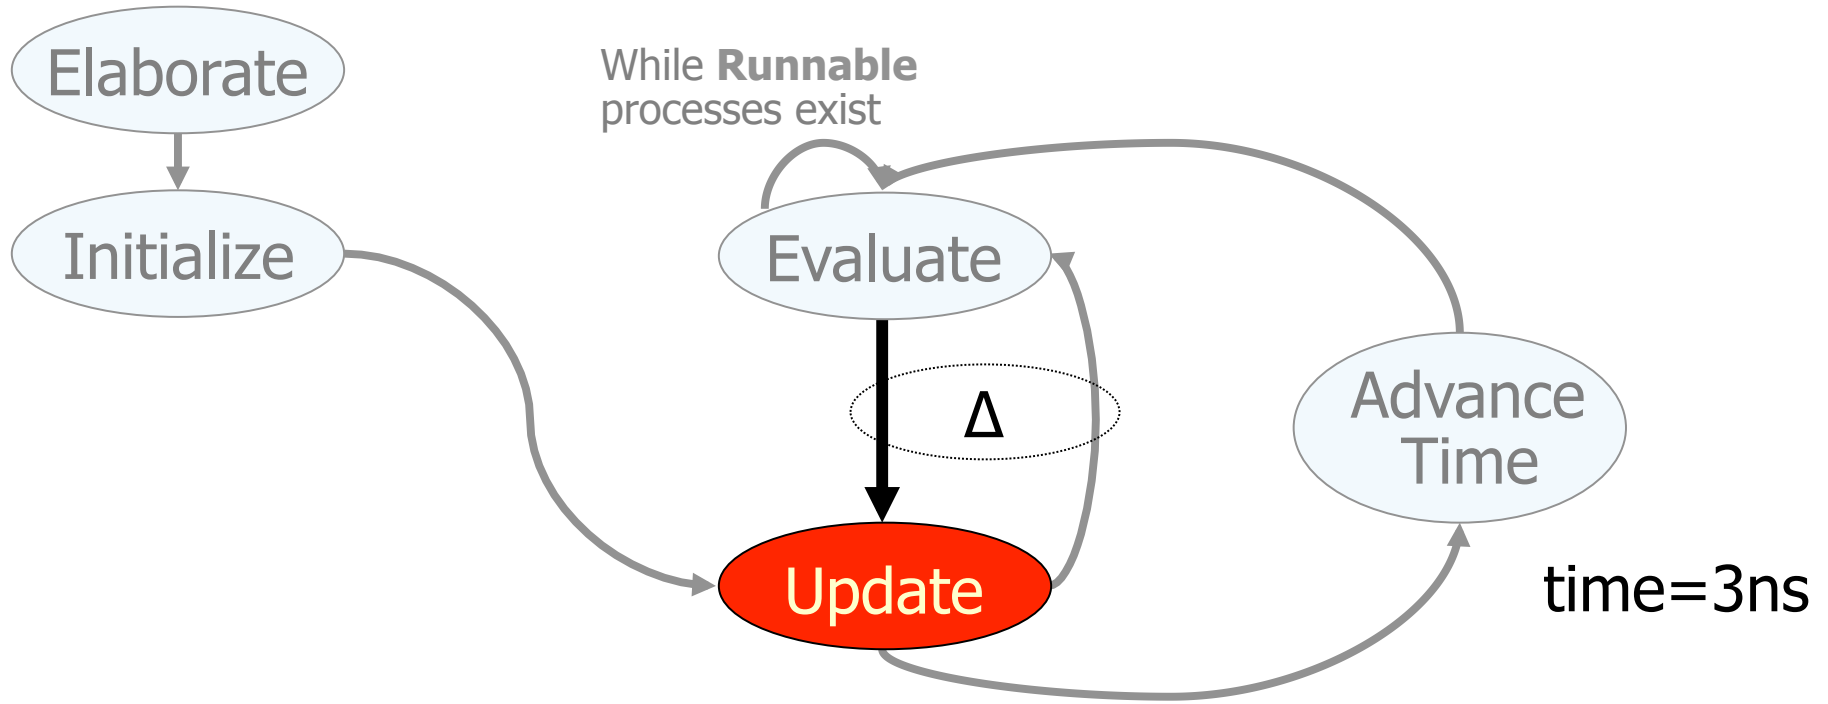 Elaborate
While Runnable
processes exist
Initialize
Evaluate
Δ
Advance
Time
Update
time=3ns